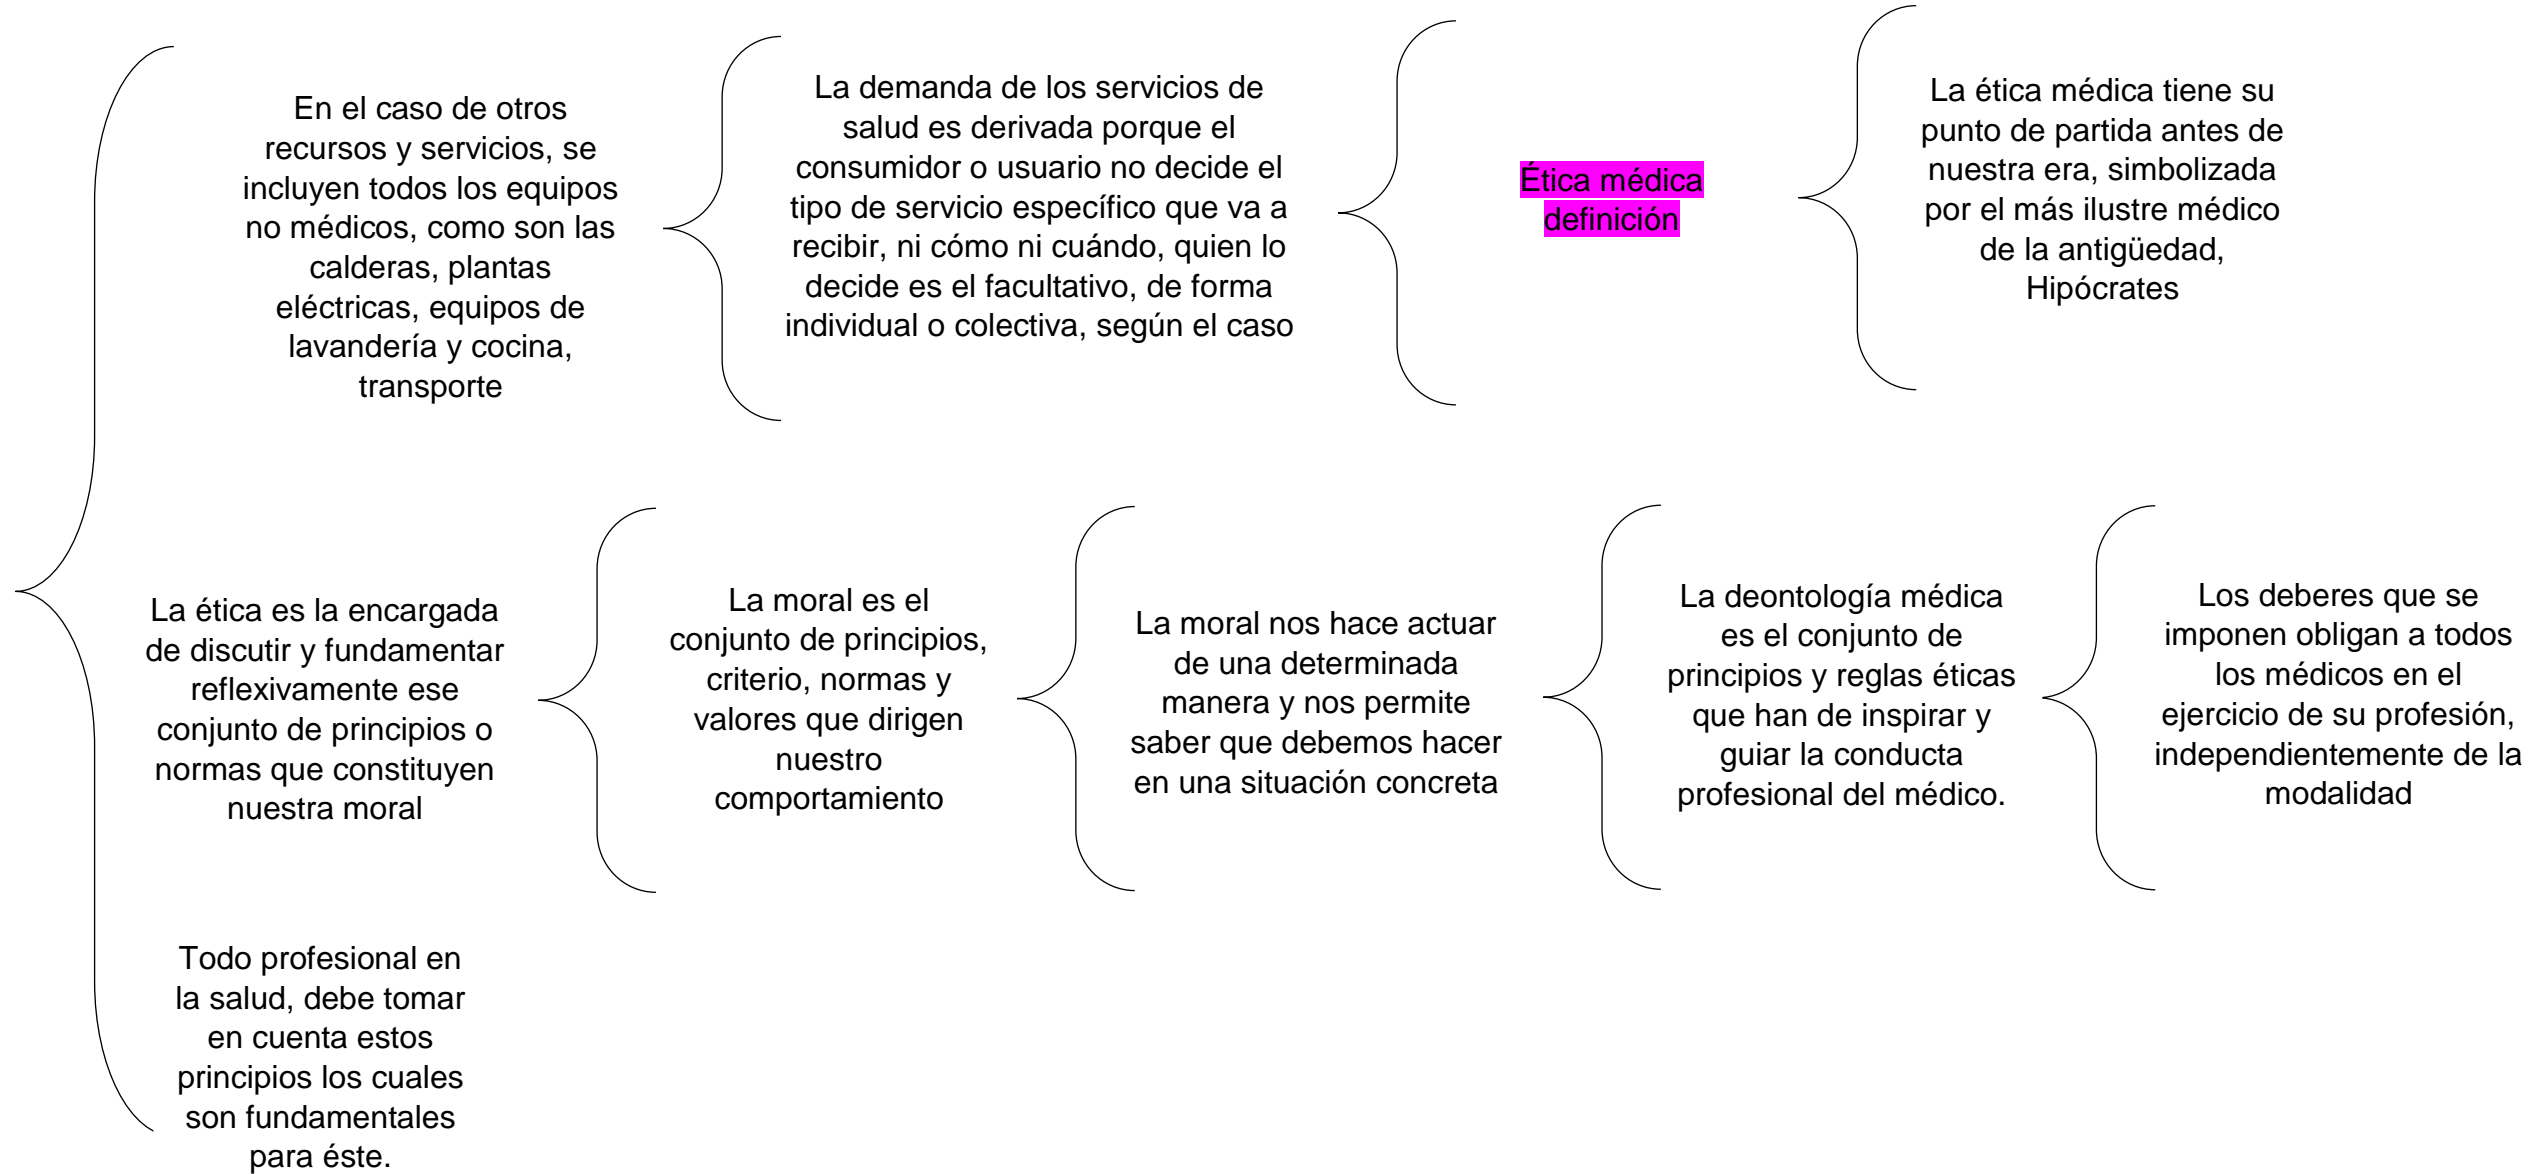 En el caso de otros
recursos y servicios, se
incluyen todos los equipos
no médicos, como son las
calderas, plantas
eléctricas, equipos de
lavandería y cocina,
transporte
La demanda de los servicios de
salud es derivada porque el
consumidor o usuario no decide el
tipo de servicio específico que va a
recibir, ni cómo ni cuándo, quien lo
decide es el facultativo, de forma
individual o colectiva, según el caso
Ética médica
definición
La ética médica tiene su
punto de partida antes de
nuestra era, simbolizada
por el más ilustre médico
de la antigüedad,
Hipócrates
La ética es la encargada
de discutir y fundamentar
reflexivamente ese
conjunto de principios o
normas que constituyen
nuestra moral
La moral es el
conjunto de principios,
criterio, normas y
valores que dirigen
nuestro
comportamiento
La moral nos hace actuar
de una determinada
manera y nos permite
saber que debemos hacer
en una situación concreta
La deontología médica
es el conjunto de
principios y reglas éticas
que han de inspirar y
guiar la conducta
profesional del médico.
Los deberes que se
imponen obligan a todos
los médicos en el
ejercicio de su profesión,
independientemente de la
modalidad
Todo profesional en
la salud, debe tomar
en cuenta estos
principios los cuales
son fundamentales
para éste.